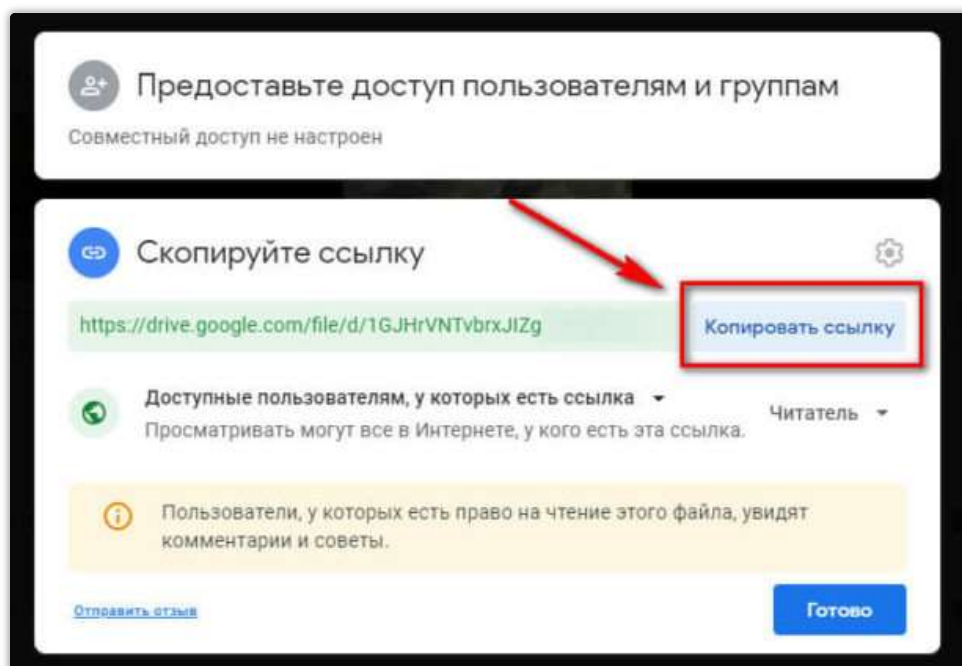 Предоставьте доступ пользователям и группам
Совместный доступ не настроен
Скопируйте ссылку
https://drive.google.com/file/d/1GJHrVNTvbrxJIZg
Копировать ссылку
Доступные пользователям, у которых есть ссылка
Просматривать могут все в Интернете, у кого есть эта ссылка.
Читатель
Пользователи, у которых есть право на чтение этого файла, увидят
комментарии и советы.
Отправить отзыв
Готово